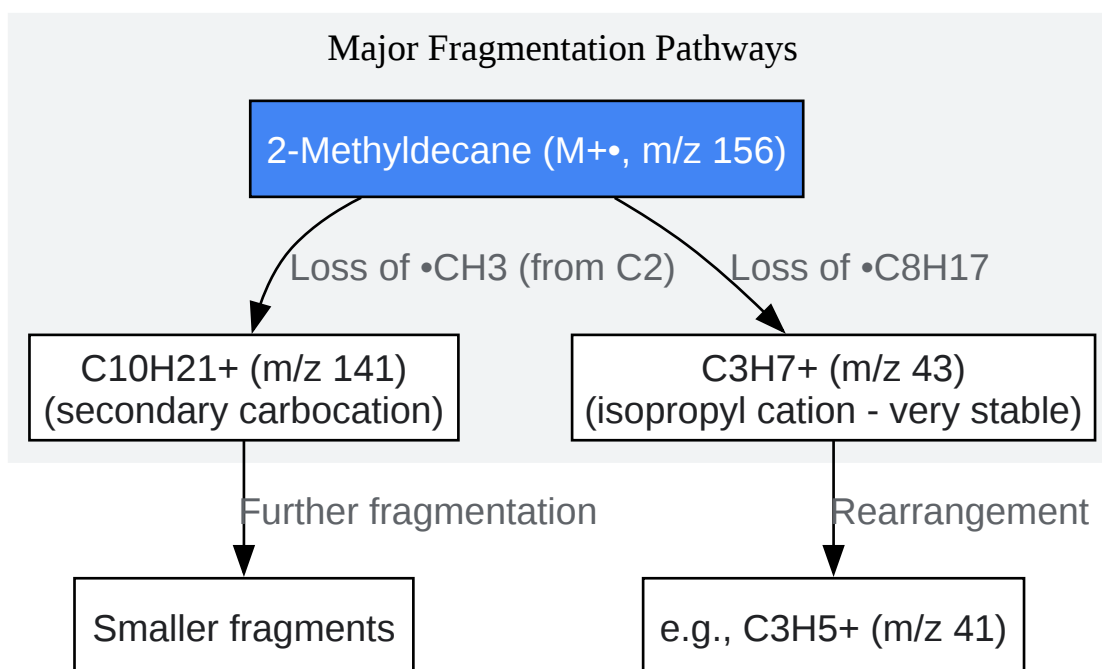 Major Fragmentation Pathways
2-Methyldecane (M+•, m/z 156)
Loss of •CH3 (from C2)
Loss of •C8H17
C10H21+ (m/z 141)
(secondary carbocation)
C3H7+ (m/z 43)
(isopropyl cation - very stable)
Further fragmentation
Rearrangement
Smaller fragments
e.g., C3H5+ (m/z 41)